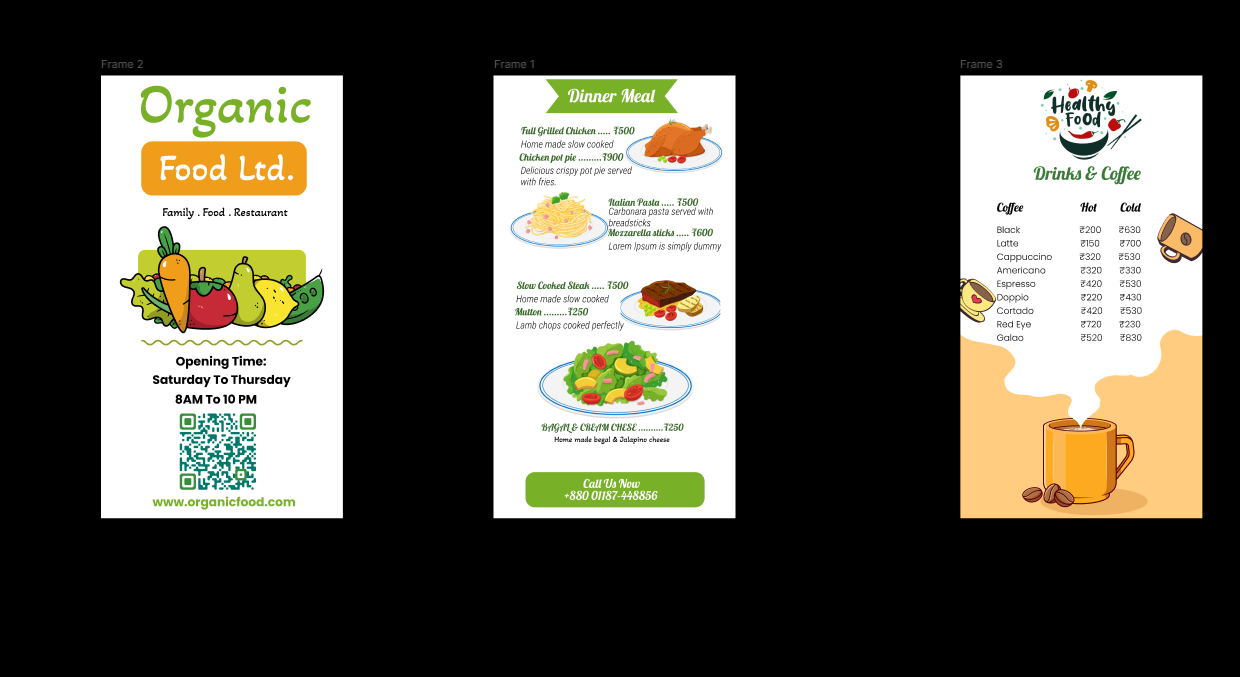 Frame 2
Organic
Food Ltd.
Family . Food . Restaurant
Opening Time:
Saturday To Thursday
8AM To 10 PM
www.organicfood.com
Frame 1
Dinner Meal
Full Grilled Chicken ..... ₹500
Home made slow cooked
Chicken pot pie .........₹900
Delicious crispy pot pie served
with fries.
Italian Pasta ..... ₹500
Carbonara pasta served with
breadsticks
Mozzarella sticks ..... ₹600
Lorem Ipsum is simply dummy
Slow Cooked Steak ..... ₹500
Home made slow cooked
Mutton .........₹250
Lamb chops cooked perfectly
BAGAL & CREAM CHESE ..........₹250
Home made begal & Jalapino cheese
Call Us Now
+880 01187-448856
Frame 3
Healthy
Food
Drinks & Coffee
Coffee Hot Cold
Black ₹200 ₹630
Latte ₹150 ₹700
Cappuccino ₹320 ₹530
Americano ₹320 ₹330
Espresso ₹420 ₹530
Doppio ₹220 ₹430
Cortado ₹420 ₹530
Red Eye ₹720 ₹230
Galao ₹520 ₹830